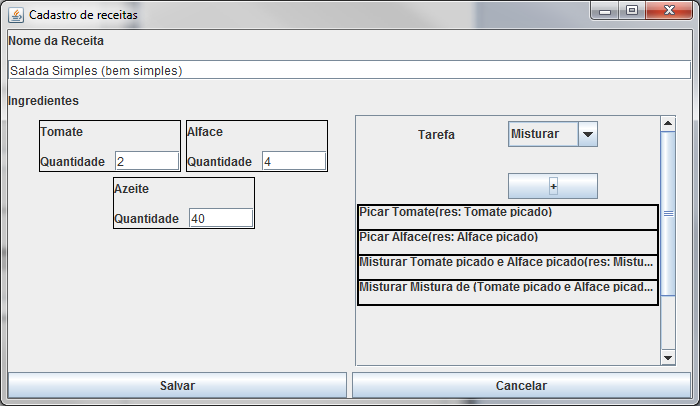 Cadastro de receitas
Nome da Receita
Salada Simples (bem simples)
Ingredientes
Tomate
Quantidade 2
Alface
Quantidade 4
Azeite
Quantidade 40
Tarefa Misturar
+
Picar Tomate(res: Tomate picado)
Picar Alface(res: Alface picado)
Misturar Tomate picado e Alface picado(res: Mistu...
Misturar Mistura de (Tomate picado e Alface picad...
Salvar
Cancelar